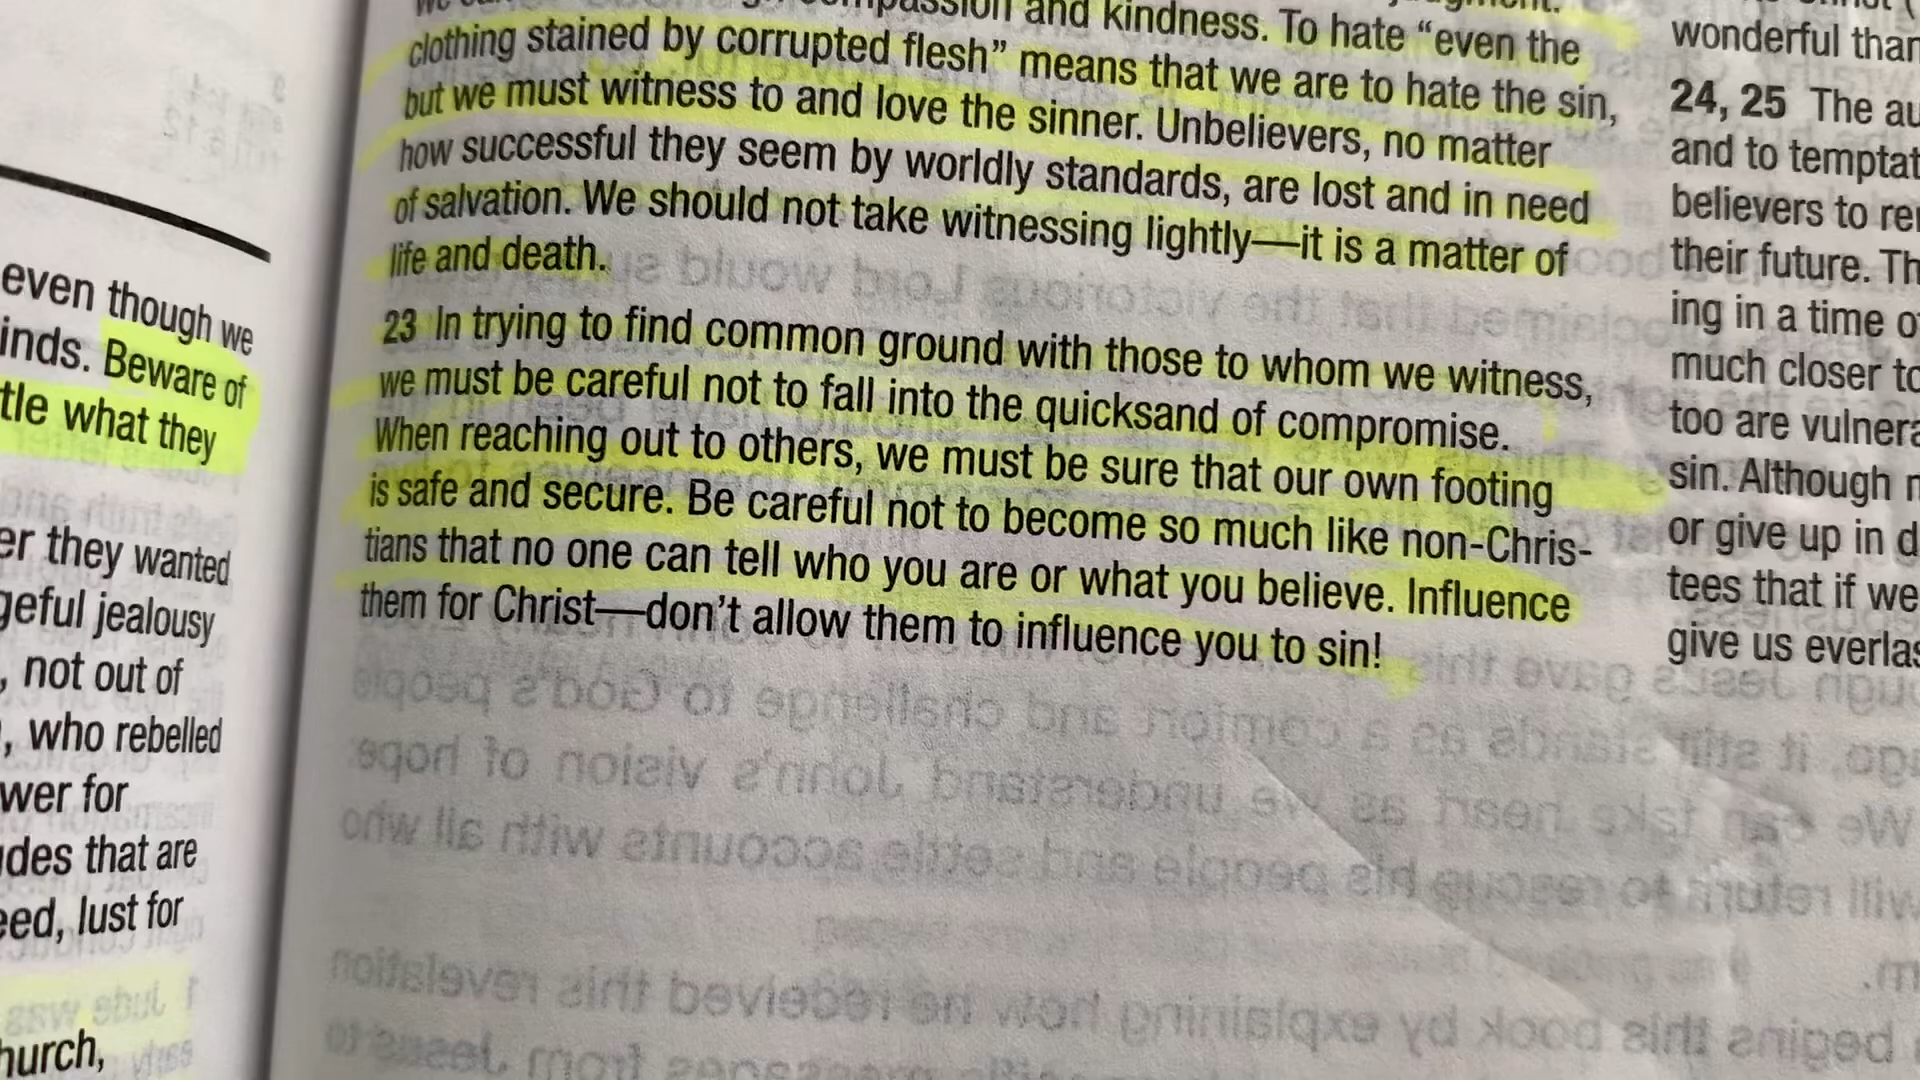 even though we
inds. Beware of
tle what they
er they wanted
geful jealousy
, not out of
, who rebelled
wer for
udes that are
eed, lust for
hurch,
compassion and kindness. To hate “even the
clothing stained by corrupted flesh” means that we are to hate the sin,
but we must witness to and love the sinner. Unbelievers, no matter
how successful they seem by worldly standards, are lost and in need
of salvation. We should not take witnessing lightly—it is a matter of
life and death.
23 In trying to find common ground with those to whom we witness,
we must be careful not to fall into the quicksand of compromise.
When reaching out to others, we must be sure that our own footing
is safe and secure. Be careful not to become so much like non-Chris-
tians that no one can tell who you are or what you believe. Influence
them for Christ—don’t allow them to influence you to sin!
wonderful than
24, 25 The au
and to temptat
believers to re
their future. Th
ing in a time o
much closer to
too are vulnera
sin. Although
or give up in d
tees that if we
give us everlas